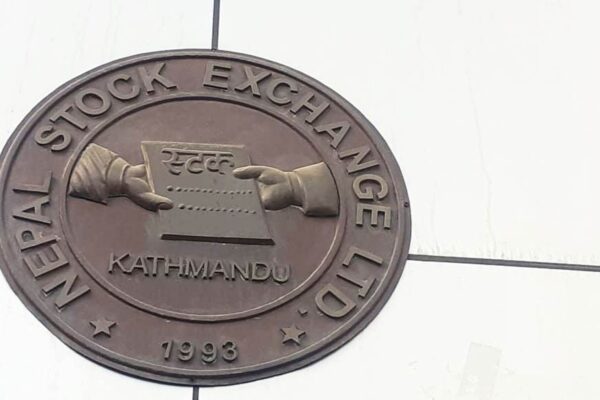 NEPAL STOCK EXCHANGE LTD.
स्टक
KATHMANDU
1993